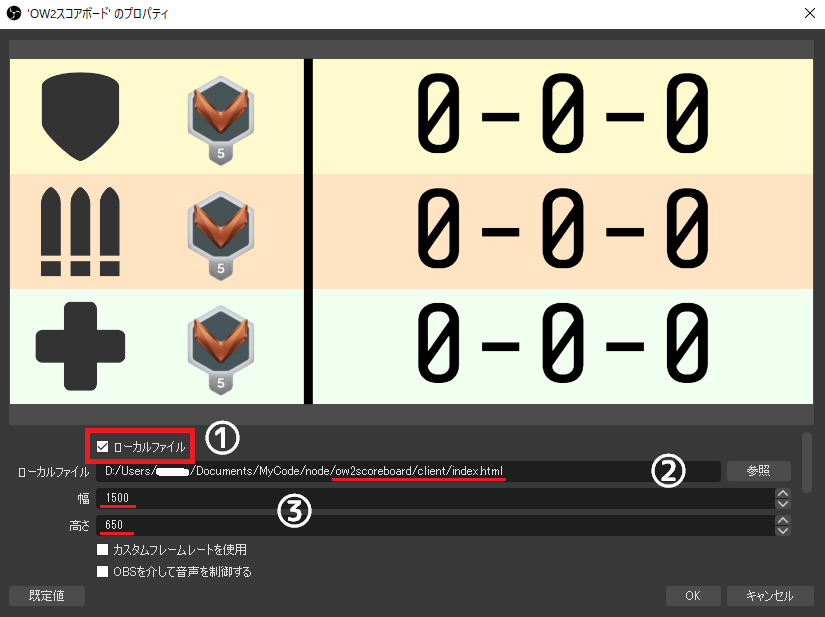 'OW2スコアボード' のプロパティ
5 0-0-0
5 0-0-0
5 0-0-0
ローカルファイル ①
ローカルファイル D:/Users/ /Documents/MyCode/node/ow2scoreboard/client/index.html ② 参照
幅 1500 ③
高さ 650
カスタムフレームレートを使用
OBSを介して音声を制御する
既定値 OK キャンセル